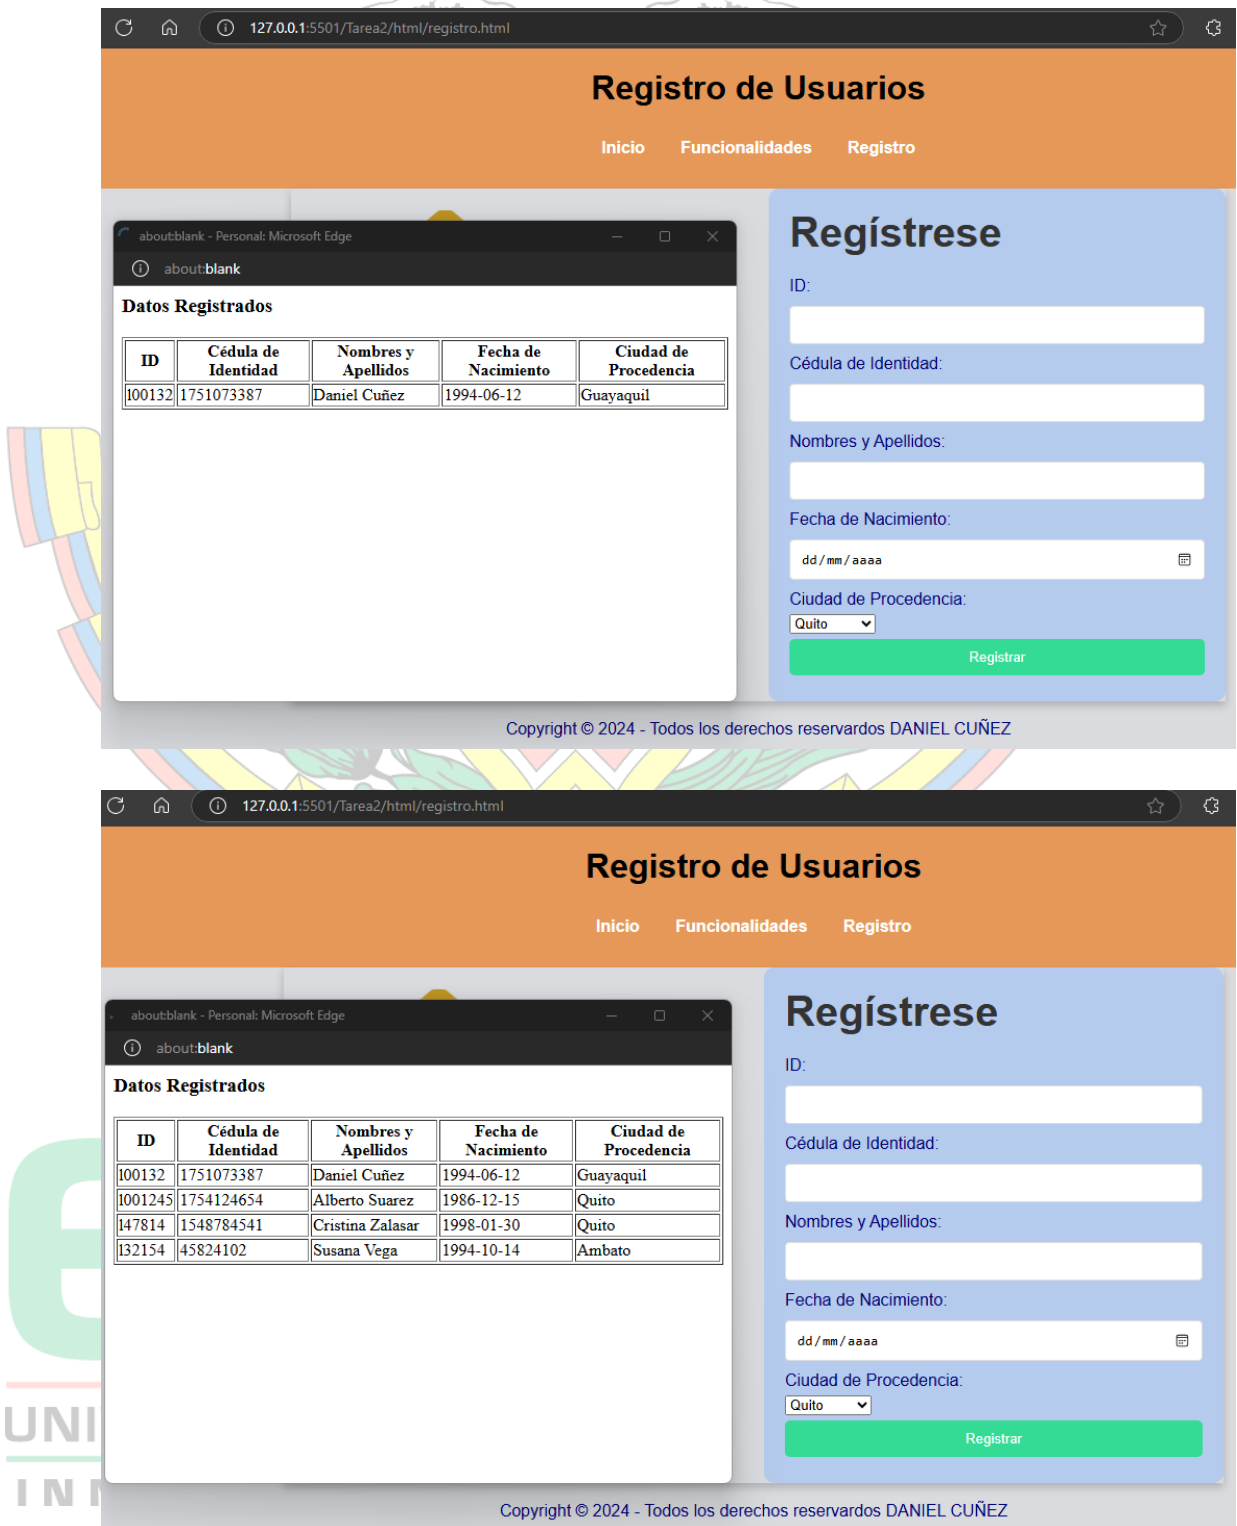 127.0.0.1:5501/Tarea2/html/registro.html
Registro de Usuarios
Inicio Funcionalidades Registro
about:blank - Personal: Microsoft Edge
about:blank
Datos Registrados
ID Cédula de Identidad Nombres y Apellidos Fecha de Nacimiento Ciudad de Procedencia
100132 1751073387 Daniel Cuñez 1994-06-12 Guayaquil
Regístrese
ID:
Cédula de Identidad:
Nombres y Apellidos:
Fecha de Nacimiento:
dd/mm/aaaa
Ciudad de Procedencia:
Quito
Registrar
Copyright © 2024 - Todos los derechos reservardos DANIEL CUÑEZ
127.0.0.1:5501/Tarea2/html/registro.html
Registro de Usuarios
Inicio Funcionalidades Registro
about:blank - Personal: Microsoft Edge
about:blank
Datos Registrados
ID Cédula de Identidad Nombres y Apellidos Fecha de Nacimiento Ciudad de Procedencia
100132 1751073387 Daniel Cuñez 1994-06-12 Guayaquil
1001245 1754124654 Alberto Suarez 1986-12-15 Quito
147814 1548784541 Cristina Zalasar 1998-01-30 Quito
132154 45824102 Susana Vega 1994-10-14 Ambato
Regístrese
ID:
Cédula de Identidad:
Nombres y Apellidos:
Fecha de Nacimiento:
dd/mm/aaaa
Ciudad de Procedencia:
Quito
Registrar
Copyright © 2024 - Todos los derechos reservardos DANIEL CUÑEZ